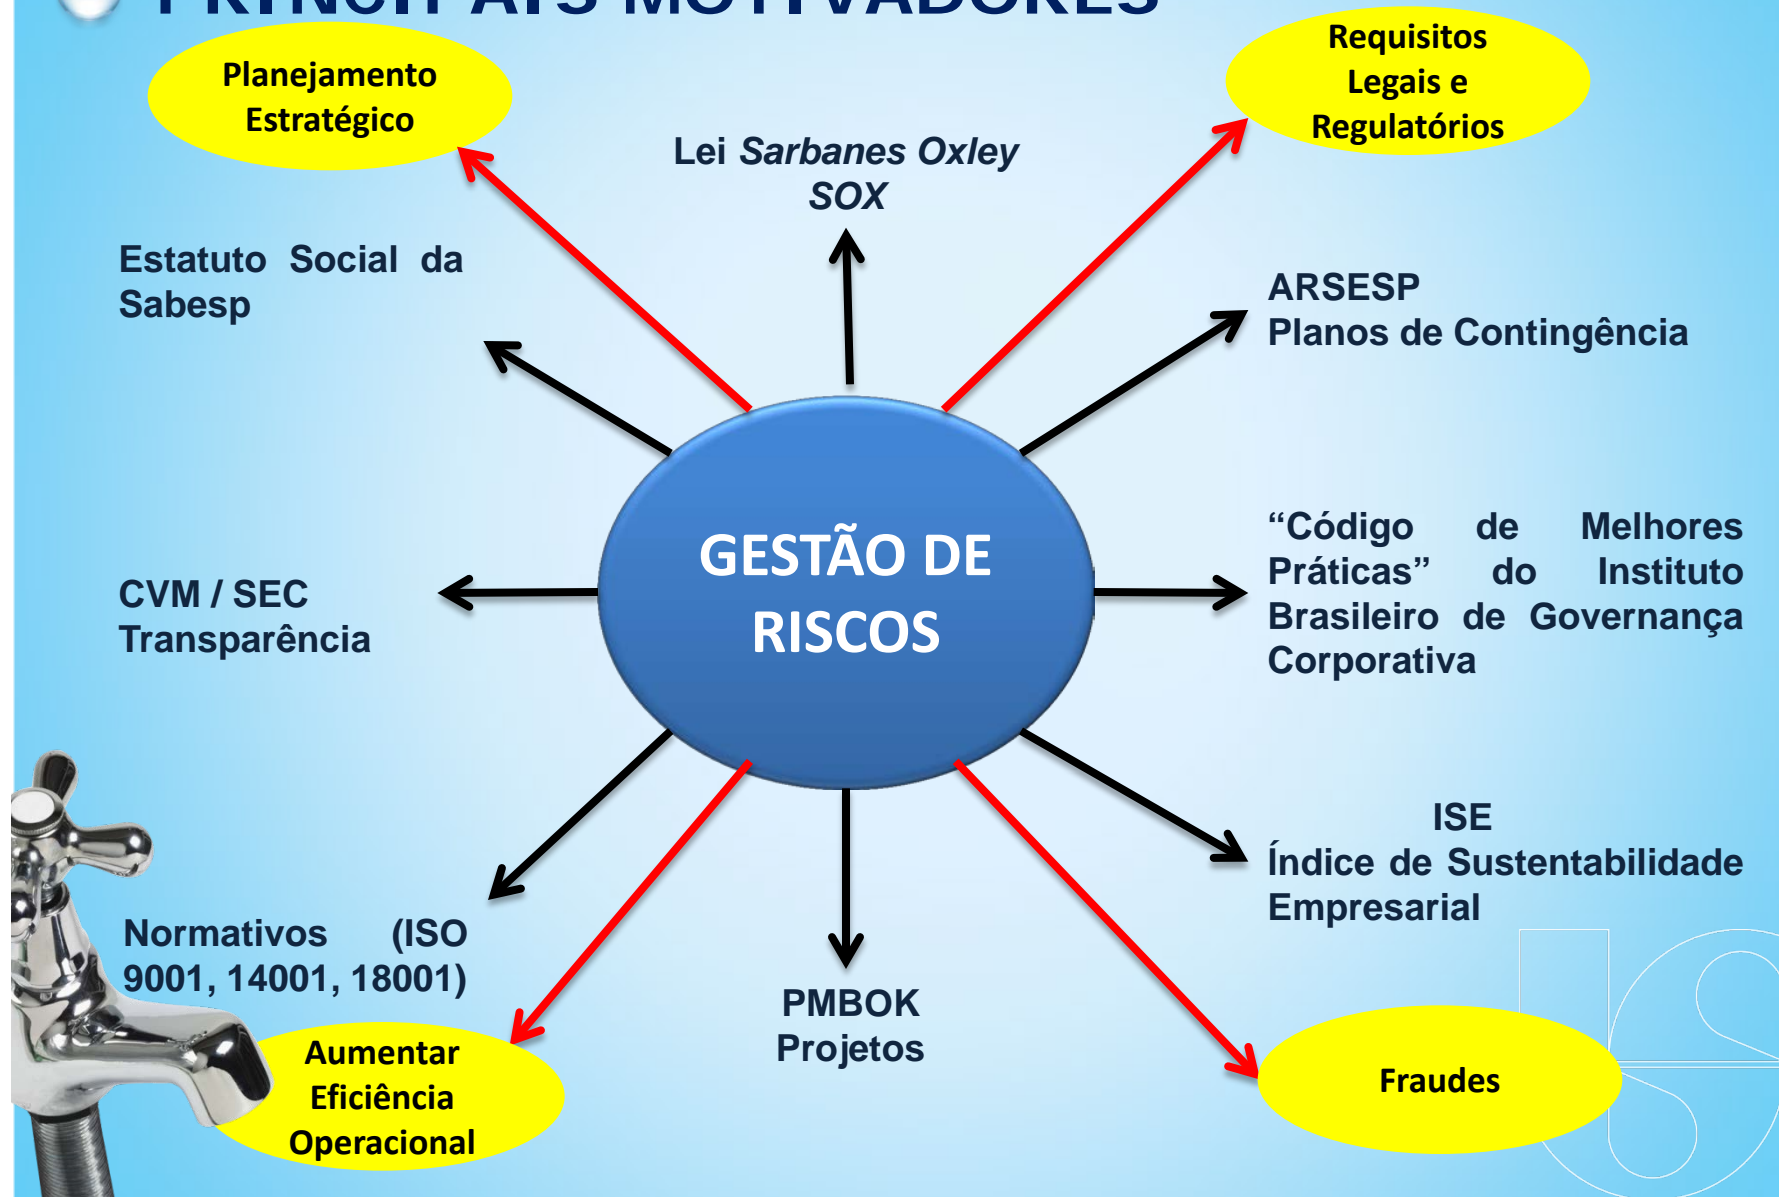 PRINCIPAIS MOTIVADORES
Planejamento
Estratégico
Requisitos
Legais e
Regulatórios
Lei Sarbanes Oxley
SOX
Estatuto Social da
Sabesp
ARSESP
Planos de Contingência
GESTÃO DE
RISCOS
CVM / SEC
Transparência
“Código de Melhores
Práticas” do Instituto
Brasileiro de Governança
Corporativa
ISE
Índice de Sustentabilidade
Empresarial
Normativos (ISO
9001, 14001, 18001)
PMBOK
Projetos
Aumentar
Eficiência
Operacional
Fraudes